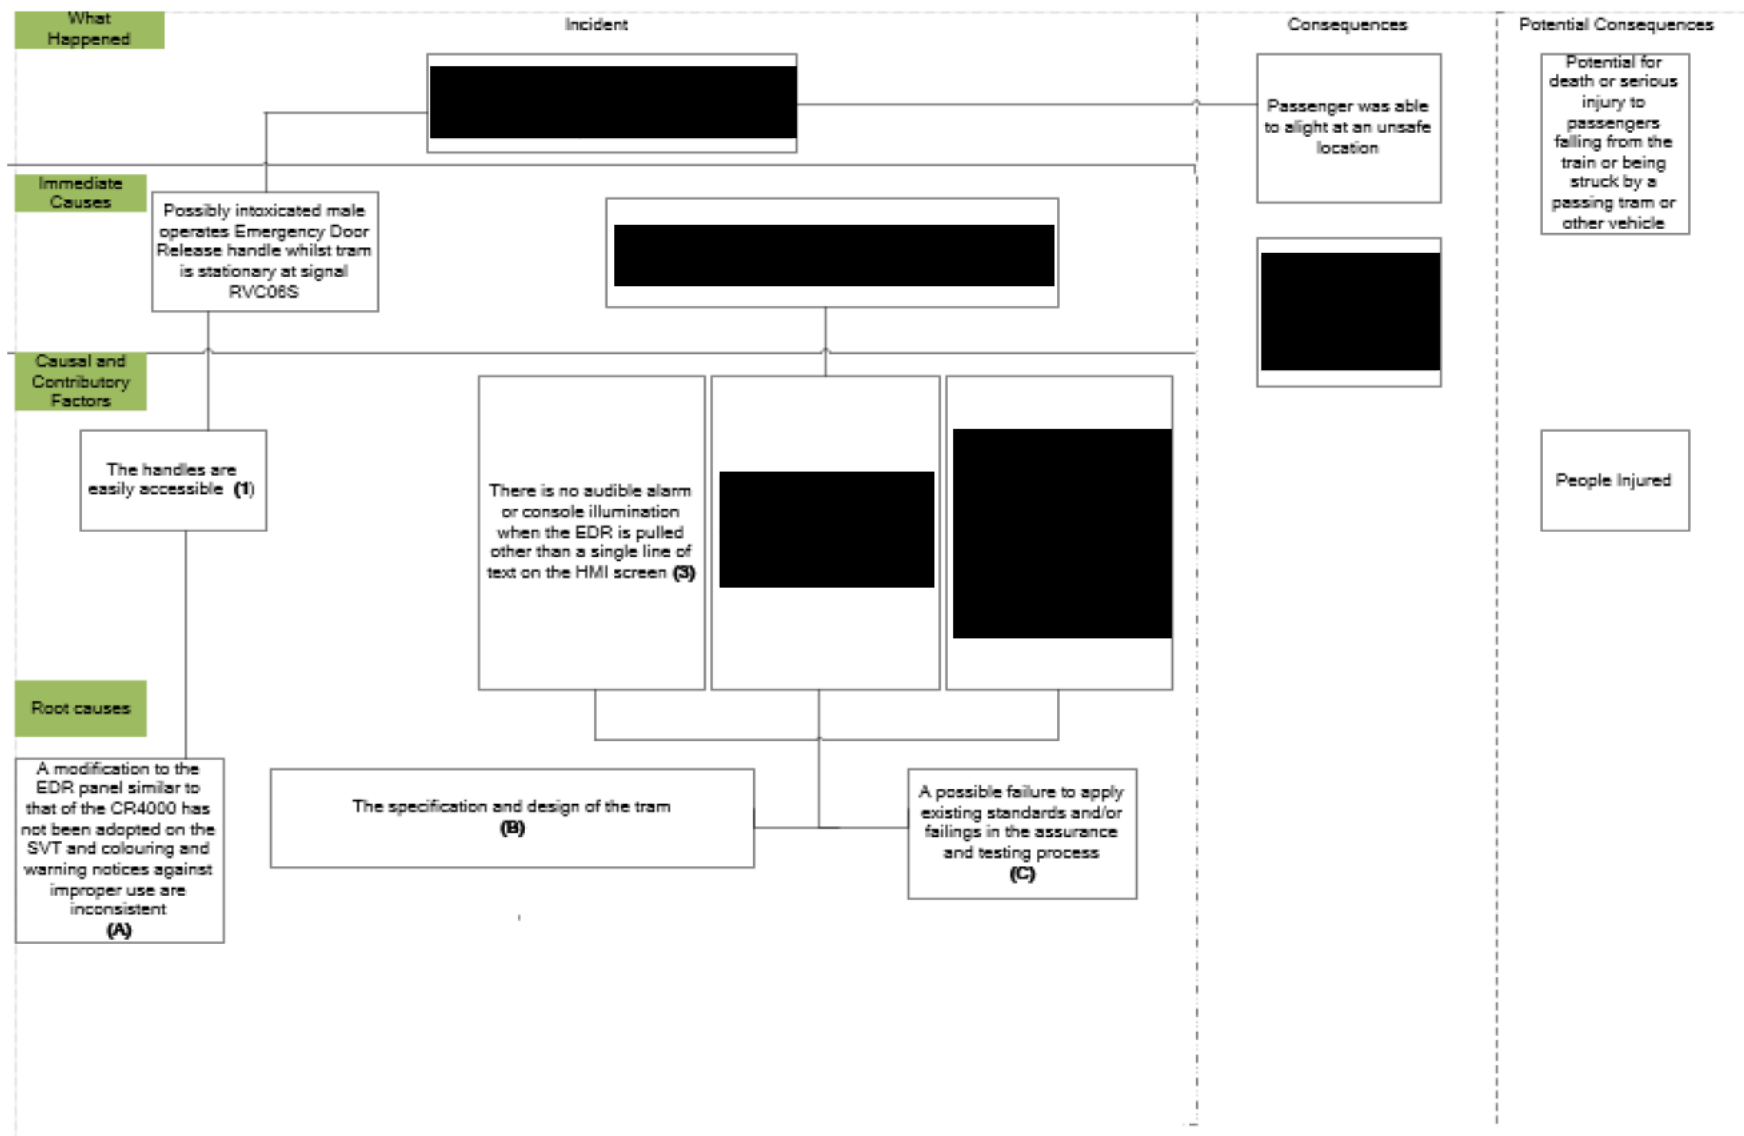 What
Happened
Incident
Consequences
Potential Consequences
Passenger was able
to alight at an unsafe
location
Potential for
death or serious
injury to
passengers
falling from the
train or being
struck by a
passing tram or
other vehicle
Immediate
Causes
Possibly intoxicated male
operates Emergency Door
Release handle whilst tram
is stationary at signal
RVC06S
Causal and
Contributory
Factors
The handles are
easily accessible (1)
There is no audible alarm
or console illumination
when the EDR is pulled
other than a single line of
text on the HMI screen (3)
People Injured
Root causes
A modification to the
EDR panel similar to
that of the CR4000 has
not been adopted on the
SVT and colouring and
warning notices against
improper use are
inconsistent
(A)
The specification and design of the tram
(B)
A possible failure to apply
existing standards and/or
failings in the assurance
and testing process
(C)